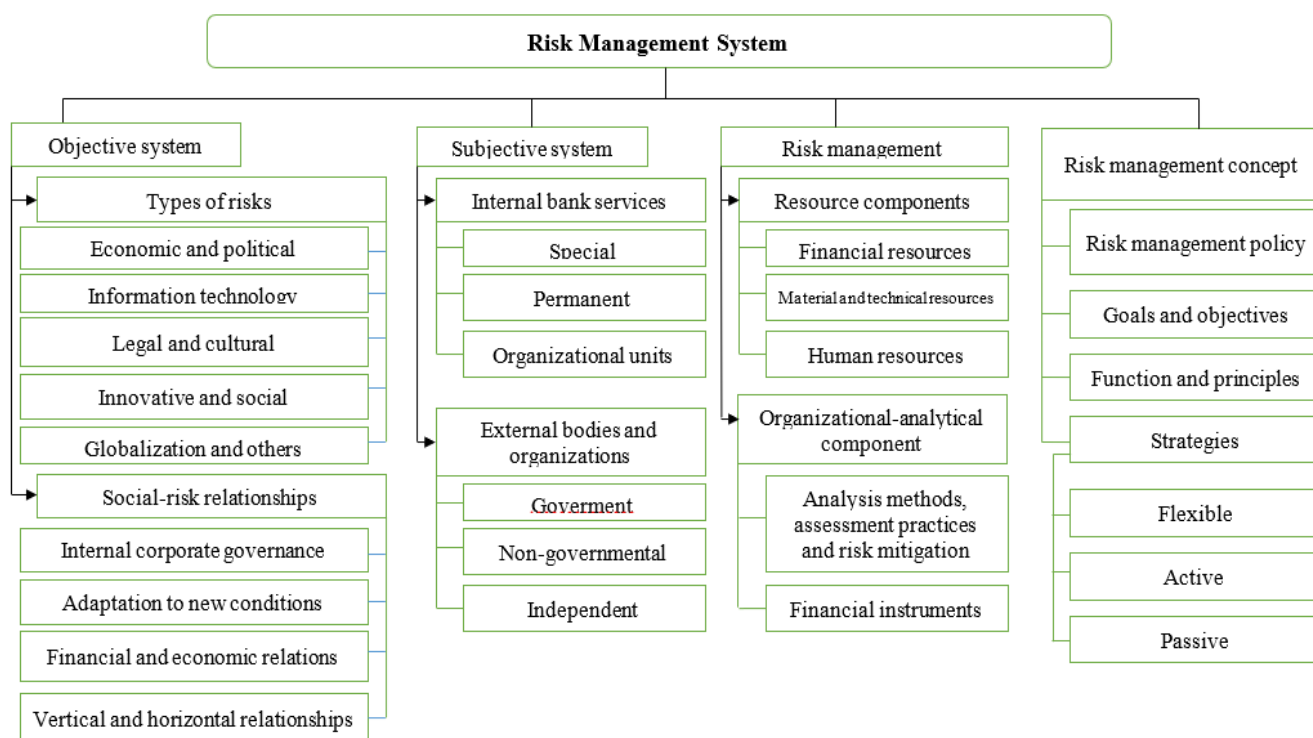 Risk Management System
Objective system
Types of risks
Economic and political
Information technology
Legal and cultural
Innovative and social
Globalization and others
Social-risk relationships
Internal corporate governance
Adaptation to new conditions
Financial and economic relations
Vertical and horizontal relationships
Subjective system
Internal bank services
Special
Permanent
Organizational units
External bodies and
organizations
Goverment
Non-governmental
Independent
Risk management
Resource components
Financial resources
Material and technical resources
Human resources
Organizational-analytical
component
Analysis methods,
assessment practices
and risk mitigation
Financial instruments
Risk management concept
Risk management policy
Goals and objectives
Function and principles
Strategies
Flexible
Active
Passive